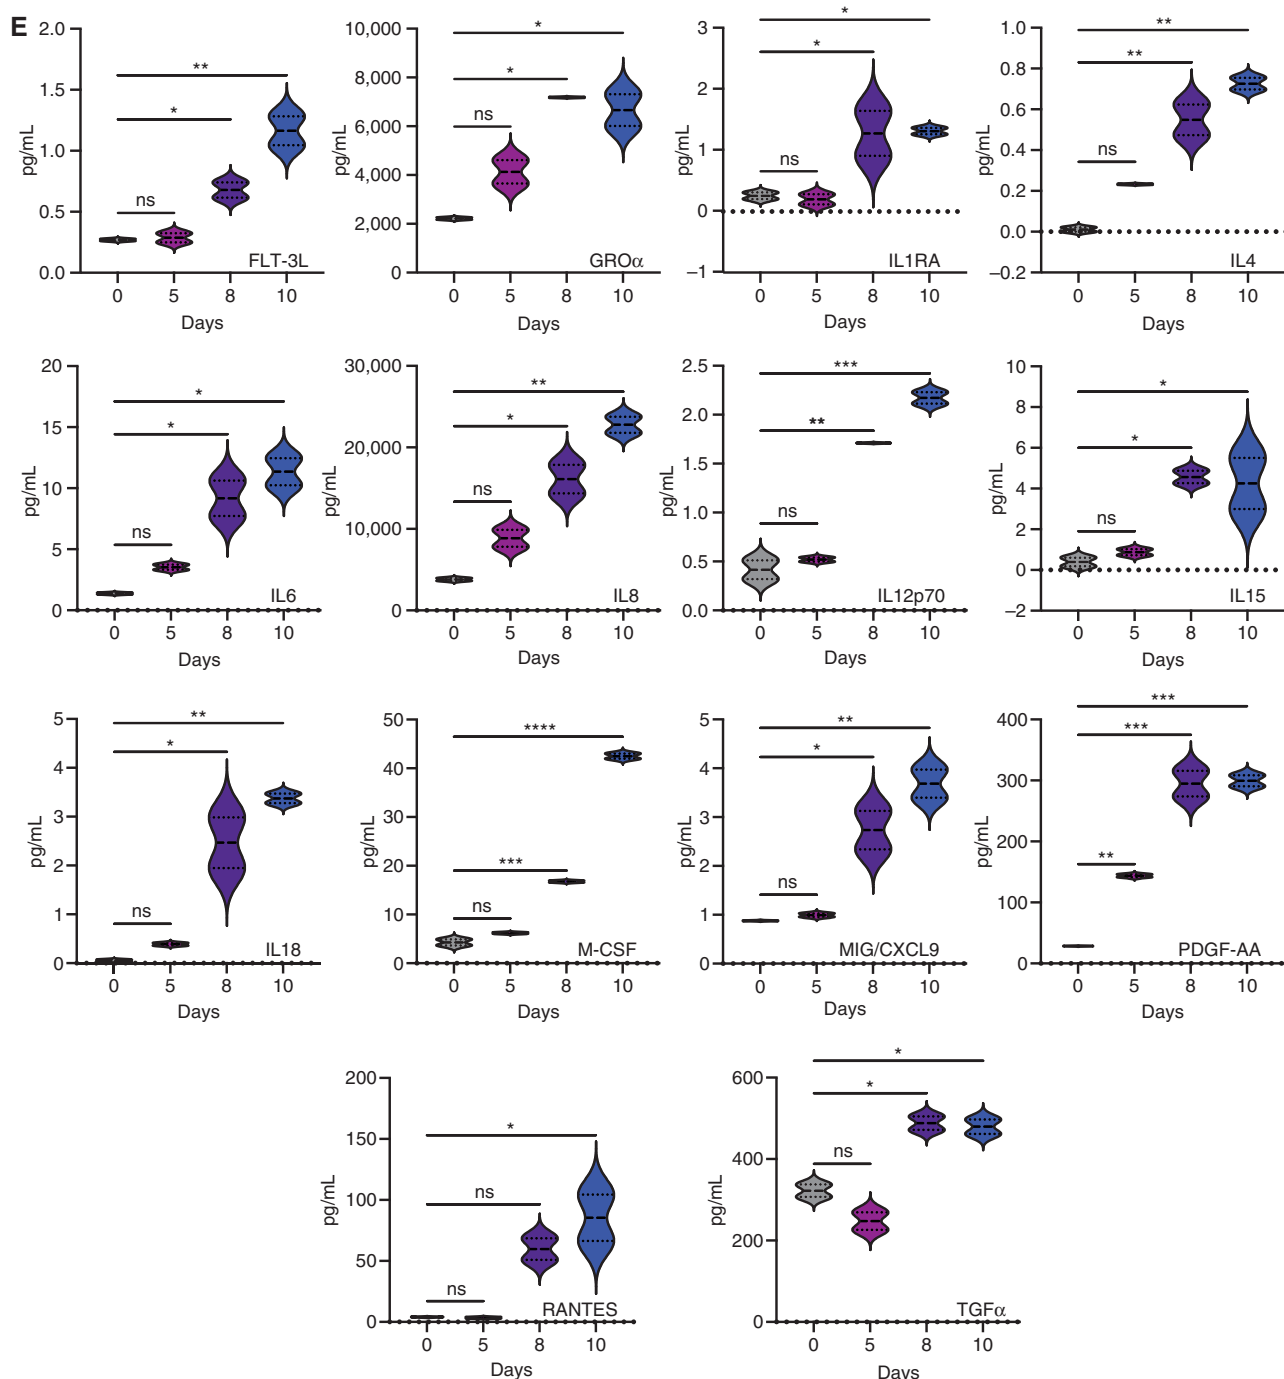 E
2.0
1.5
1.0
0.5
0.0
pg/mL
**
*
ns
FLT-3L
0 5 8 10
Days
10,000
8,000
6,000
4,000
2,000
0
pg/mL
*
*
ns
GROα
0 5 8 10
Days
3
2
1
0
−1
pg/mL
*
*
ns
IL1RA
0 5 8 10
Days
1.0
0.8
0.6
0.4
0.2
0.0
−0.2
pg/mL
**
**
ns
IL4
0 5 8 10
Days
20
15
10
5
0
pg/mL
*
*
ns
IL6
0 5 8 10
Days
30,000
20,000
10,000
0
pg/mL
**
*
ns
IL8
0 5 8 10
Days
2.5
2.0
1.5
1.0
0.5
0.0
pg/mL
***
**
ns
IL12p70
0 5 8 10
Days
10
8
6
4
2
0
−2
pg/mL
*
*
ns
IL15
0 5 8 10
Days
5
4
3
2
1
0
pg/mL
**
*
ns
IL18
0 5 8 10
Days
50
40
30
20
10
0
pg/mL
****
***
ns
M-CSF
0 5 8 10
Days
5
4
3
2
1
0
pg/mL
**
*
ns
MIG/CXCL9
0 5 8 10
Days
400
300
200
100
0
pg/mL
***
***
**
PDGF-AA
0 5 8 10
Days
200
150
100
50
0
pg/mL
*
ns
ns
RANTES
0 5 8 10
Days
600
400
200
0
pg/mL
*
*
ns
TGFα
0 5 8 10
Days